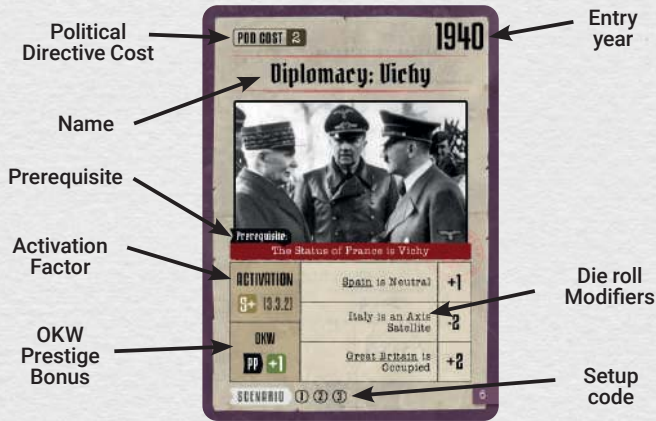 Political
Directive Cost
POD COST 2
1940
Entry
year
Diplomacy: Vichy
Name
Prerequisite
Prerequisite:
The Status of France is Vichy
Activation
Factor
ACTIVATION
9+ (3.3.2)
Spain is Neutral +1
Italy is an Axis
Satellite -2
Great Britain is
Occupied +2
Die roll
Modifiers
OKW
Prestige
Bonus
OKW
PP +1
SCENARIO 1 2 3
6
Setup
code